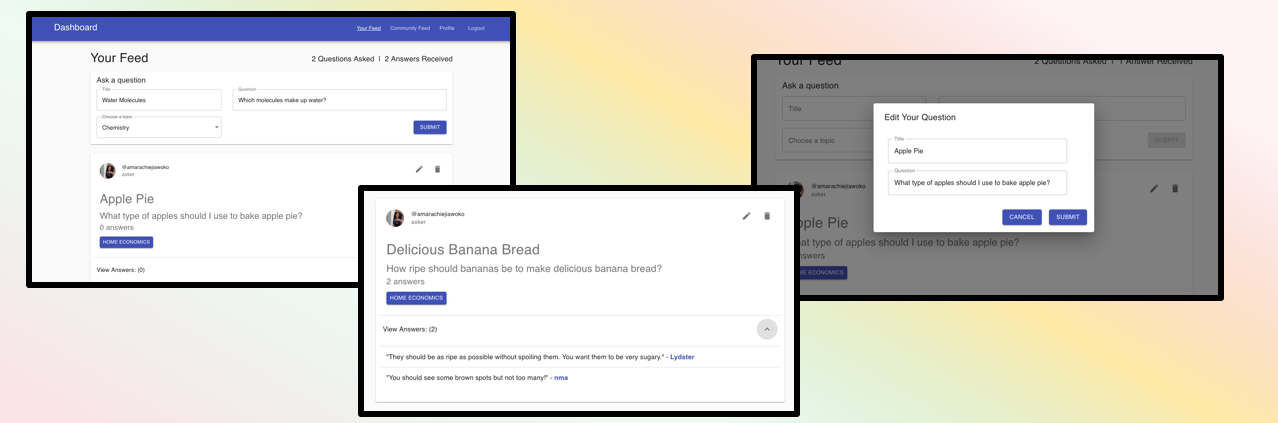 Dashboard
Your Feed Community Feed Profile Logout
Your Feed
2 Questions Asked | 2 Answers Received
Ask a question
Title
Water Molecules
Question
Which molecules make up water?
Choose a topic
Chemistry
SUBMIT
@amarachiejiawoko
asker
Apple Pie
What type of apples should I use to bake apple pie?
0 answers
HOME ECONOMICS
View Answers: (0)
@amarachiejiawoko
asker
Delicious Banana Bread
How ripe should bananas be to make delicious banana bread?
2 answers
HOME ECONOMICS
View Answers: (2)
"They should be as ripe as possible without spoiling them. You want them to be very sugary." - Lydster
"You should see some brown spots but not too many!" - nma
Your Feed
2 Questions Asked | 1 Answer Received
Ask a question
Title
Choose a topic
SUBMIT
@amarachiejiawoko
asker
pple Pie
at type of apples should I use to bake apple pie?
nswers
ME ECONOMICS
Edit Your Question
Title
Apple Pie
Question
What type of apples should I use to bake apple pie?
CANCEL SUBMIT